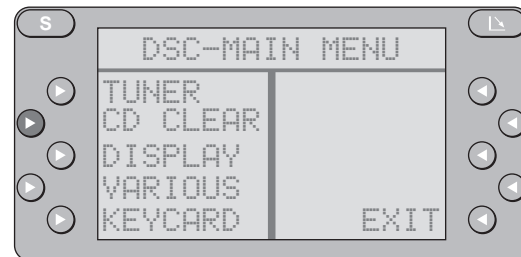 S
DSC-MAIN MENU
TUNER
CD CLEAR
DISPLAY
VARIOUS
KEYCARD EXIT